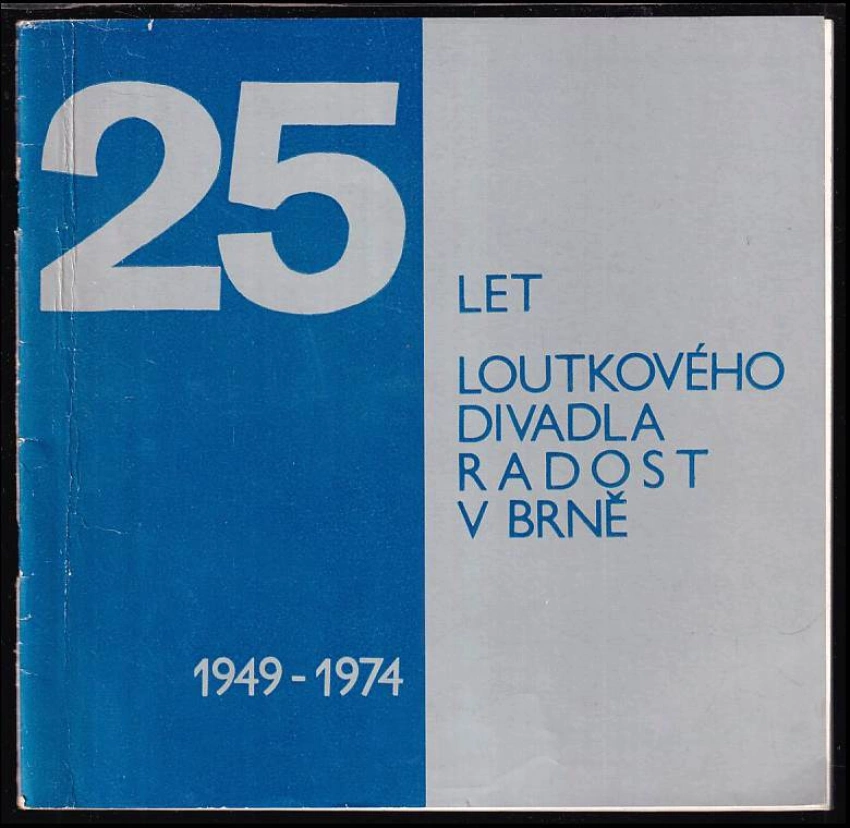 25
LET
LOUTKOVÉHO
DIVADLA
RADOST
V BRNĚ
1949 - 1974